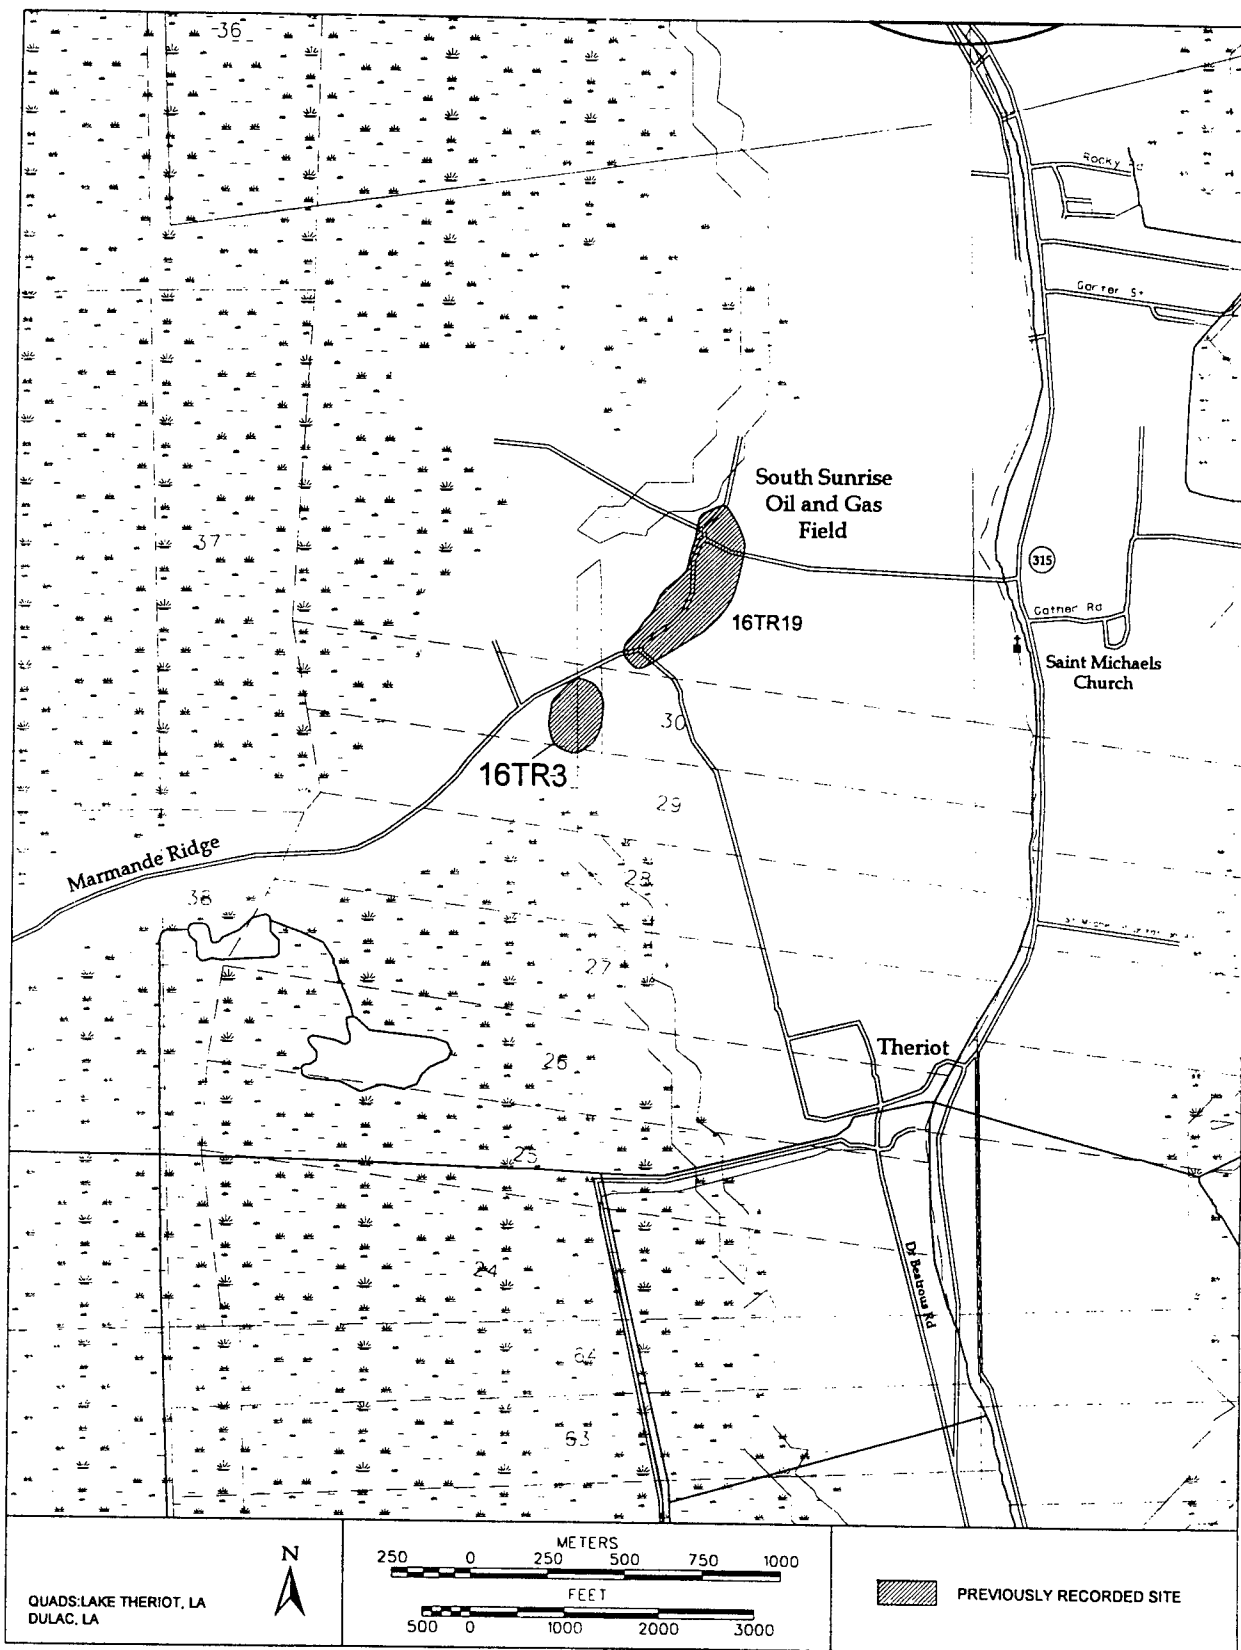 36
Rocky Rd
Garner St
South Sunrise
Oil and Gas
Field
37
315
Gather Rd
16TR19
Saint Michaels
Church
30
16TR3
29
Marmande Ridge
28
38
27
Theriot
26
25
Dr Beatrous Rd
24
64
63
N
QUADS:LAKE THERIOT, LA
DULAC, LA
METERS
250 0 250 500 750 1000
FEET
500 0 1000 2000 3000
PREVIOUSLY RECORDED SITE